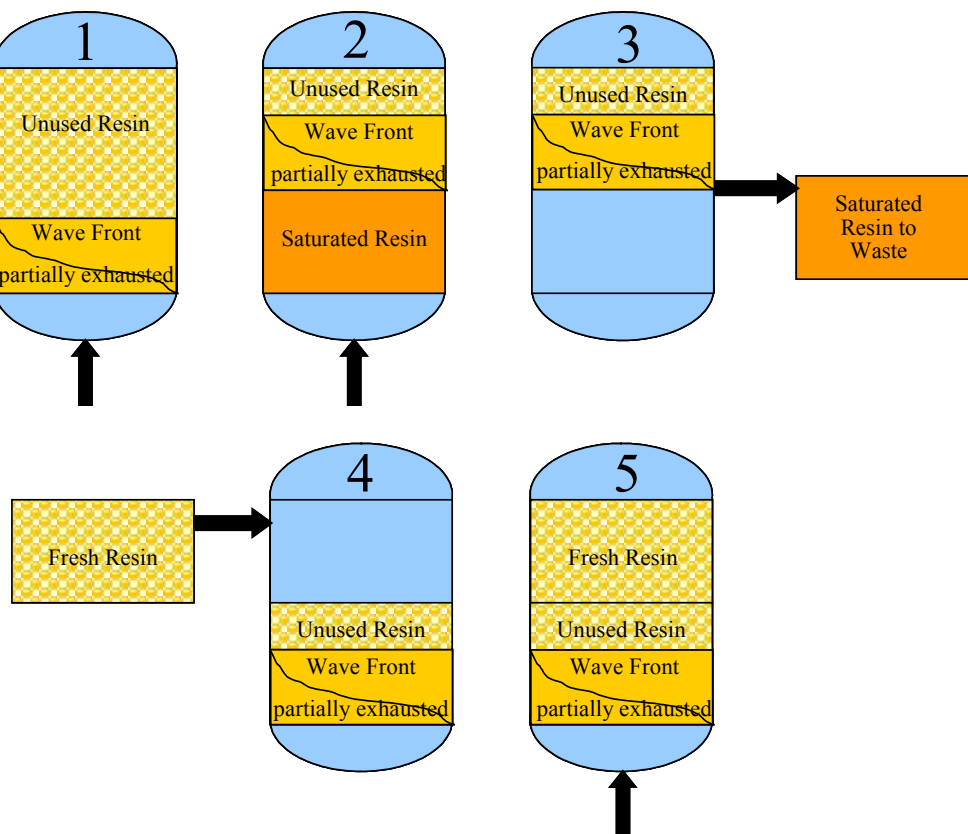 1
Unused Resin
Wave Front
partially exhausted
2
Unused Resin
Wave Front
partially exhausted
Saturated Resin
3
Unused Resin
Wave Front
partially exhausted
Saturated
Resin to
Waste
Fresh Resin
4
Unused Resin
Wave Front
partially exhausted
5
Fresh Resin
Unused Resin
Wave Front
partially exhausted